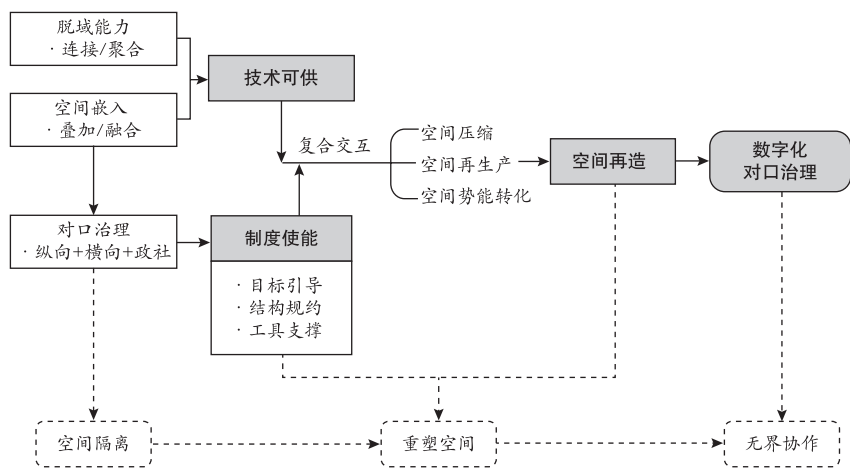 脱域能力
·连接/聚合
空间嵌入
·叠加/融合
对口治理
·纵向+横向+政社
技术可供
复合交互
制度使能
·目标引导
·结构规约
·工具支撑
空间压缩
空间再生产
空间势能转化
空间再造
数字化
对口治理
空间隔离
重塑空间
无界协作